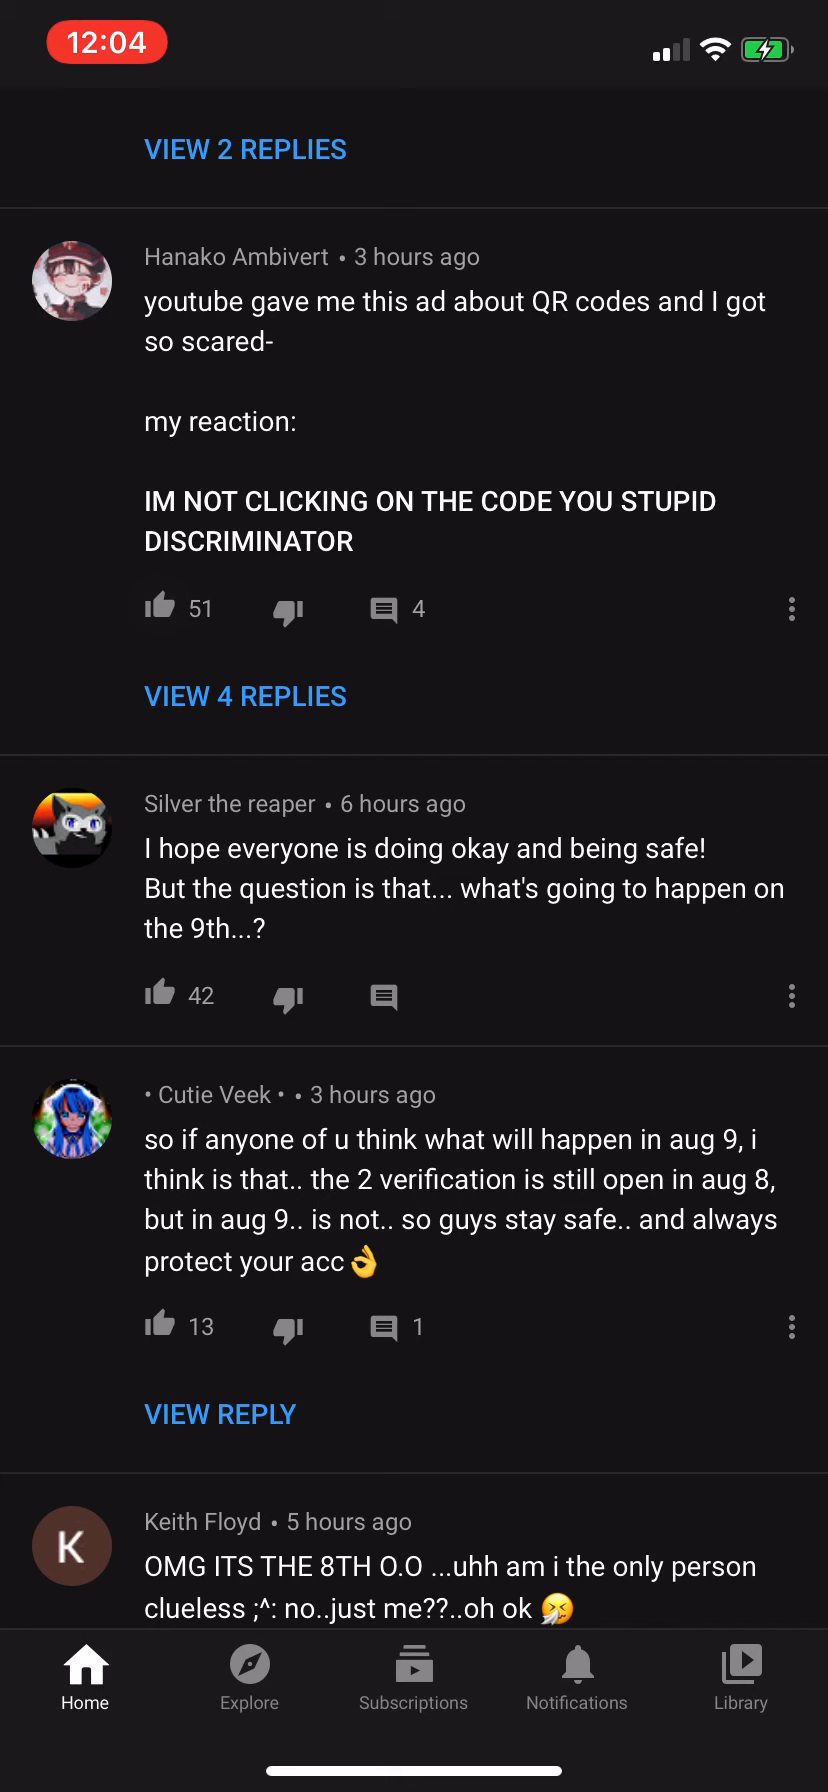 12:04
VIEW 2 REPLIES
Hanako Ambivert • 3 hours ago
youtube gave me this ad about QR codes and I got
so scared-
my reaction:
IM NOT CLICKING ON THE CODE YOU STUPID
DISCRIMINATOR
51 4
VIEW 4 REPLIES
Silver the reaper • 6 hours ago
I hope everyone is doing okay and being safe!
But the question is that... what's going to happen on
the 9th...?
42
• Cutie Veek • • 3 hours ago
so if anyone of u think what will happen in aug 9, i
think is that.. the 2 verification is still open in aug 8,
but in aug 9.. is not.. so guys stay safe.. and always
protect your acc👌
13 1
VIEW REPLY
K
Keith Floyd • 5 hours ago
OMG ITS THE 8TH O.O ...uhh am i the only person
clueless ;^: no..just me??..oh ok 🤧
Home Explore Subscriptions Notifications Library